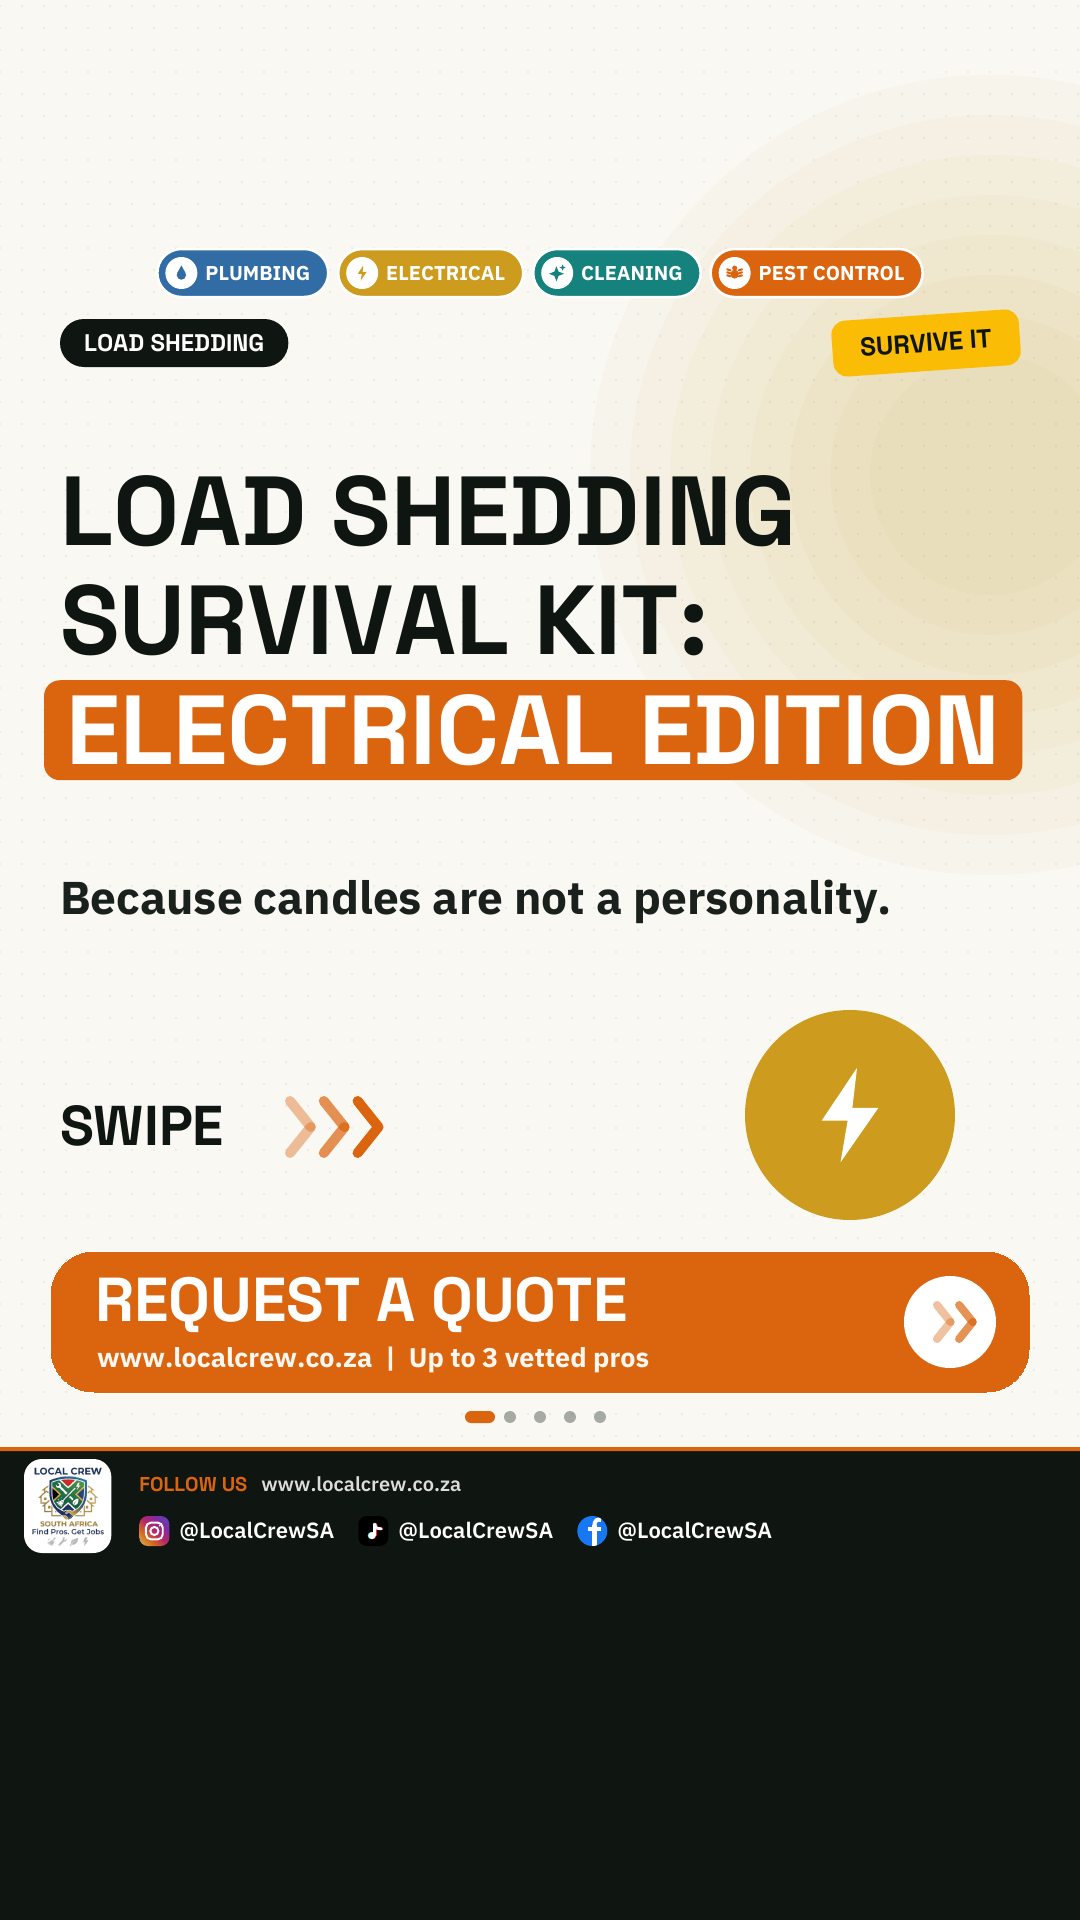 PLUMBING
ELECTRICAL
CLEANING
PEST CONTROL
LOAD SHEDDING
SURVIVE IT
LOAD SHEDDING
SURVIVAL KIT:
ELECTRICAL EDITION
Because candles are not a personality.
SWIPE
REQUEST A QUOTE
www.localcrew.co.za | Up to 3 vetted pros
LOCAL CREW
SOUTH AFRICA
Find Pros. Get Jobs
FOLLOW US www.localcrew.co.za
@LocalCrewSA @LocalCrewSA @LocalCrewSA